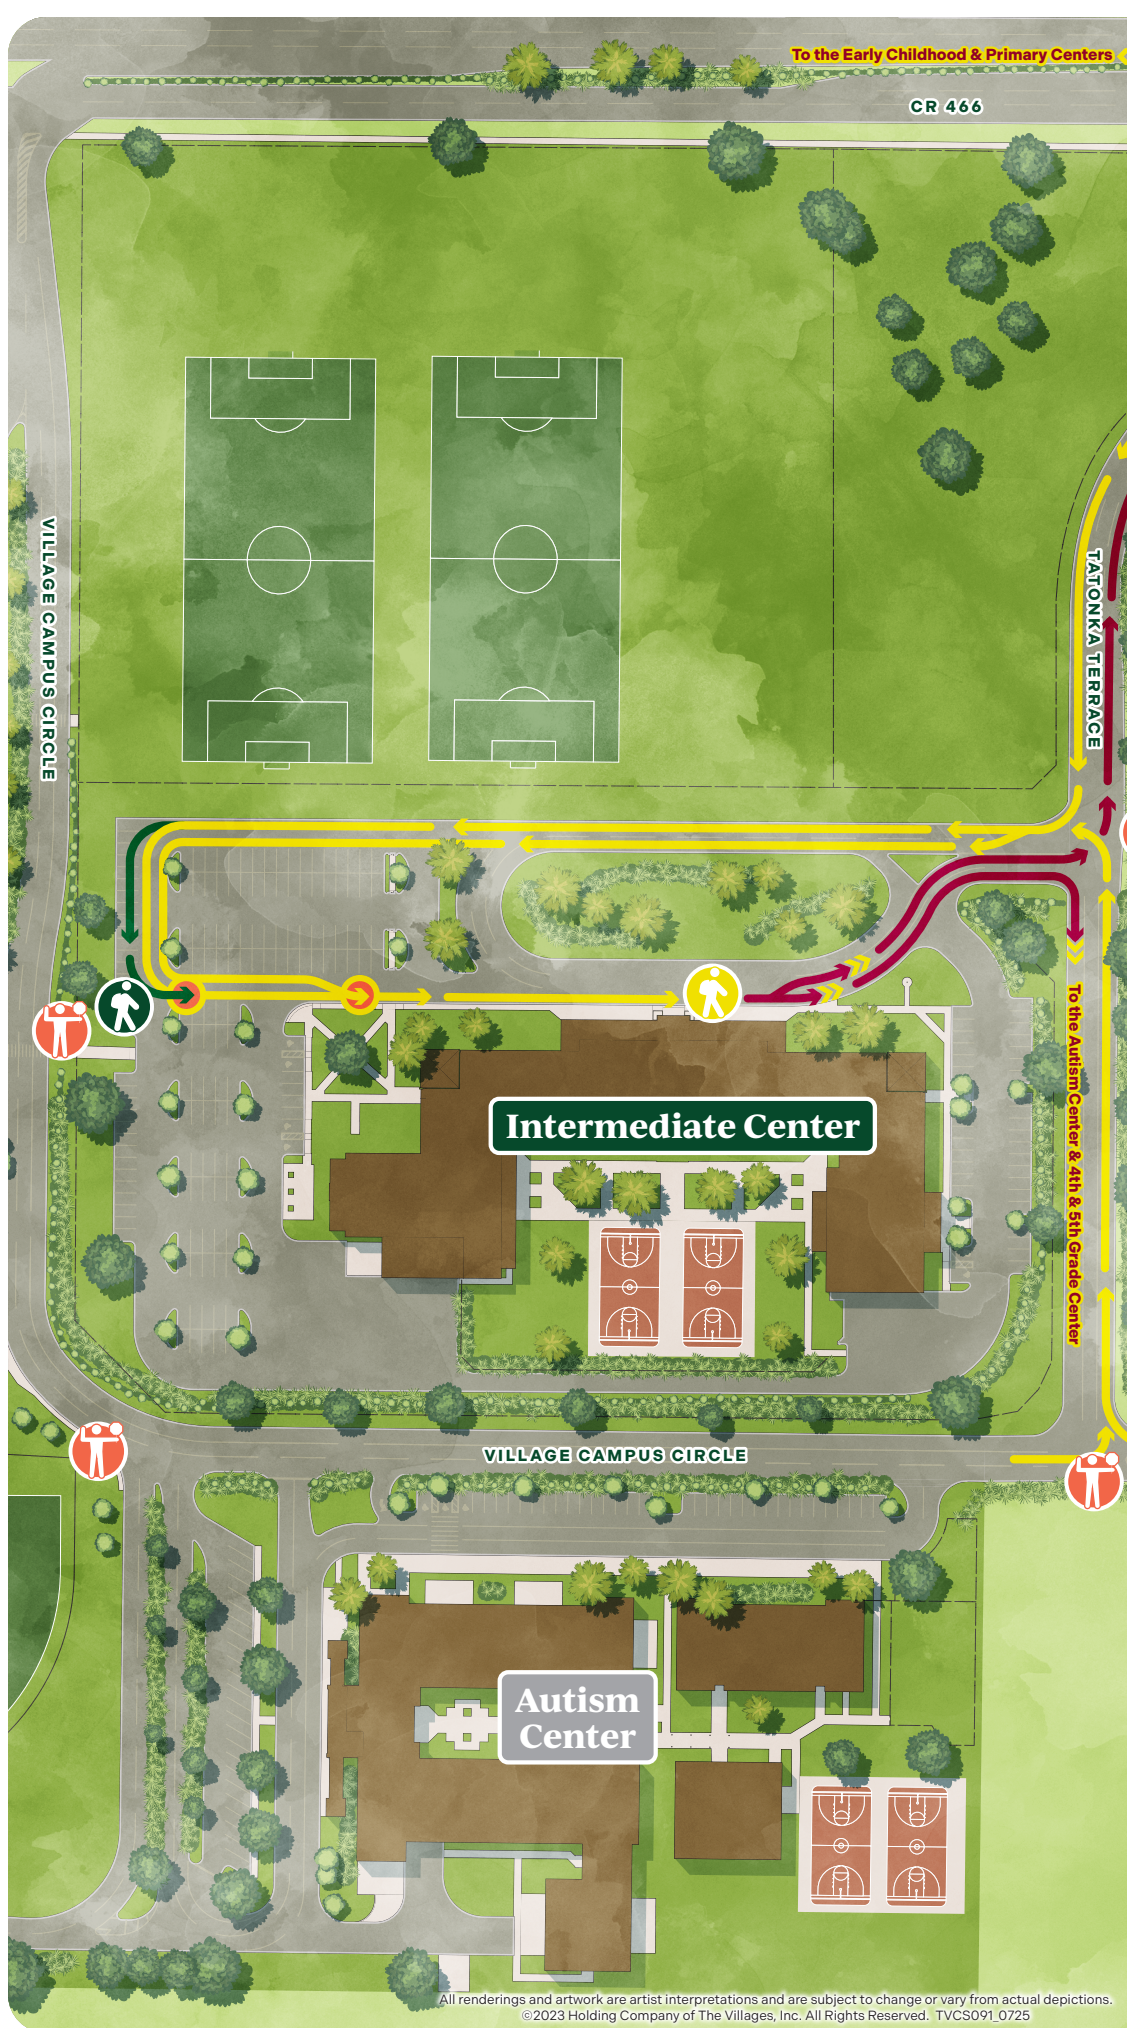 To the Early Childhood & Primary Centers
CR 466
VILLAGE CAMPUS CIRCLE
TATONKA TERRACE
To the Autism Center & 4th & 5th Grade Center
Intermediate Center
VILLAGE CAMPUS CIRCLE
Autism
Center
All renderings and artwork are artist interpretations and are subject to change or vary from actual depictions.
©2023 Holding Company of The Villages, Inc. All Rights Reserved. TVCS091_0725